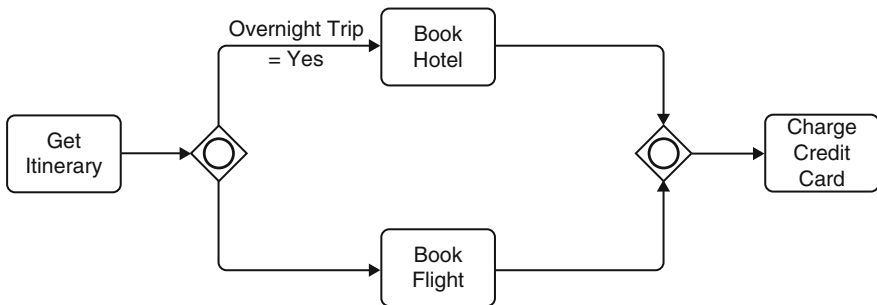 Get
Itinerary
Overnight Trip
= Yes
Book
Hotel
Book
Flight
Charge
Credit
Card